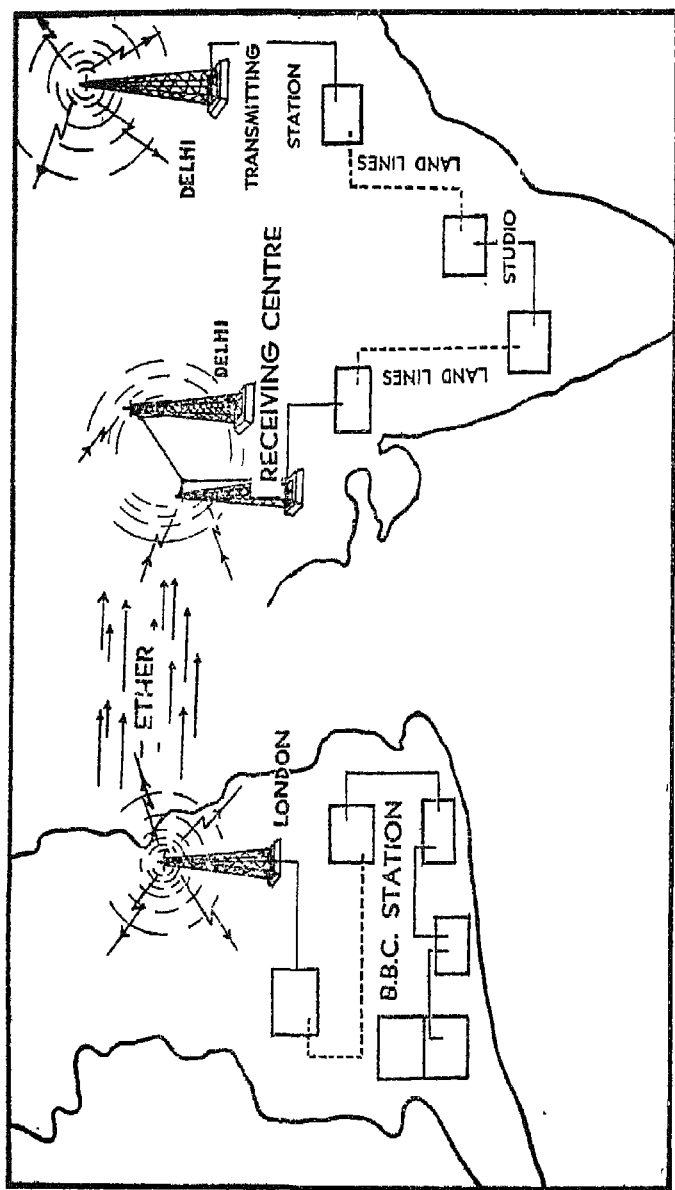 DELHI
TRANSMITTING
STATION
LAND LINES
STUDIO
DELHI
RECEIVING CENTRE
LAND LINES
ETHER
LONDON
B.B.C. STATION